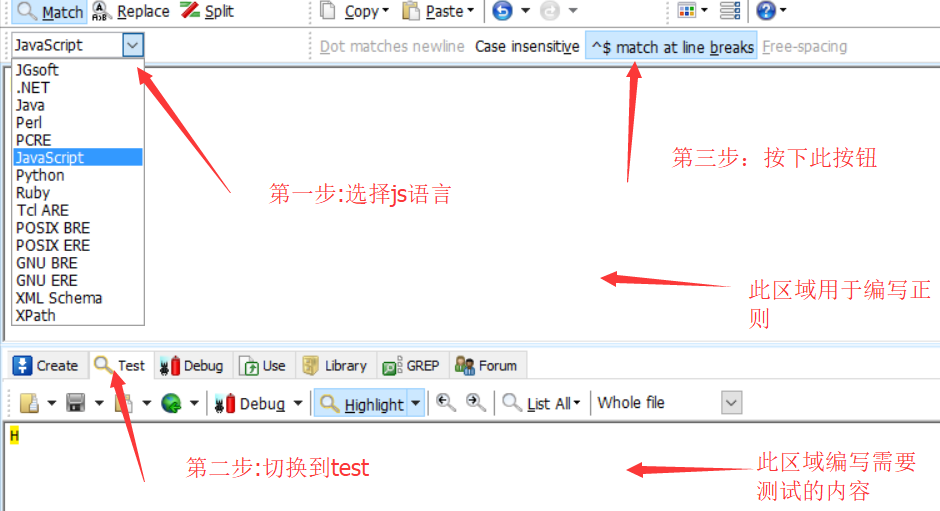 Match Replace Split Copy Paste
JavaScript Dot matches newline Case insensitive ^$ match at line breaks Free-spacing
JGsoft
.NET
Java
Perl
PCRE
JavaScript
Python
Ruby
Tcl ARE
POSIX BRE
POSIX ERE
GNU BRE
GNU ERE
XML Schema
XPath
第三步：按下此按钮
第一步:选择js语言
此区域用于编写正
则
Create Test Debug Use Library GREP Forum
Debug Highlight List All Whole file
H
第二步:切换到test
此区域编写需要
测试的内容